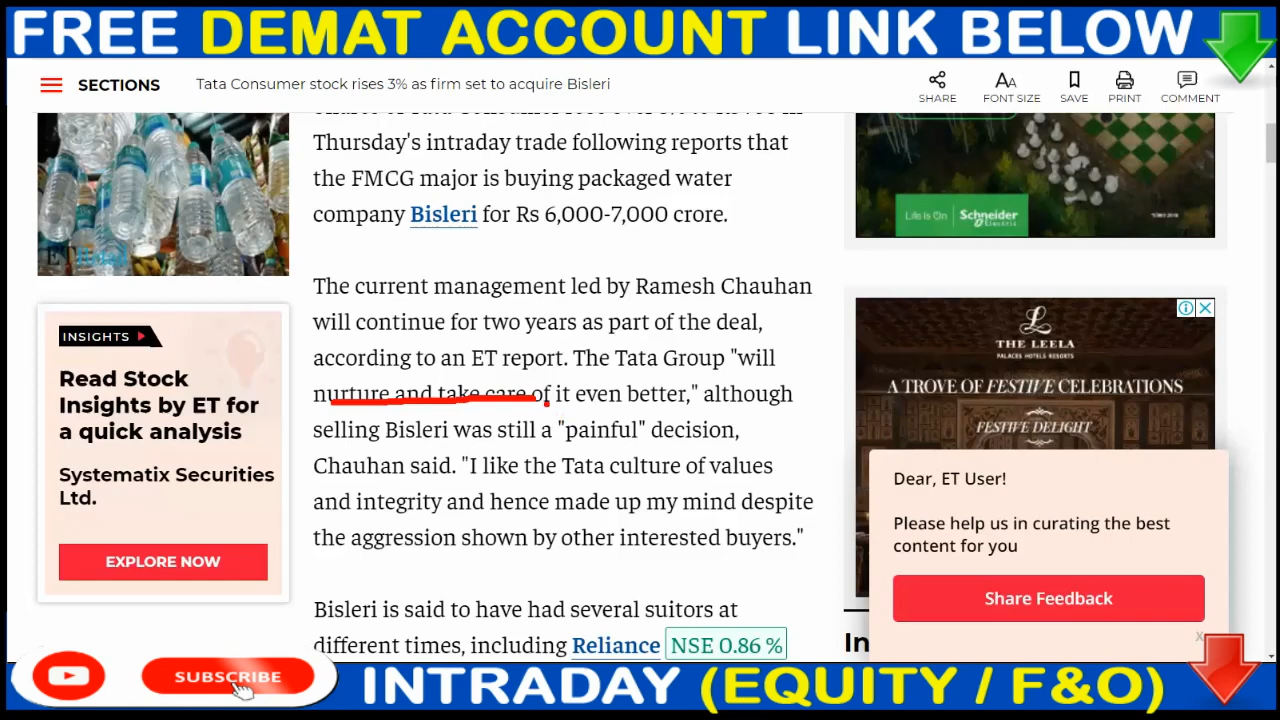 FREE DEMAT ACCOUNT LINK BELOW
SECTIONS
Tata Consumer stock rises 3% as firm set to acquire Bisleri
SHARE
FONT SIZE
SAVE
PRINT
COMMENT
Thursday's intraday trade following reports that
the FMCG major is buying packaged water
company Bisleri for Rs 6,000-7,000 crore.
The current management led by Ramesh Chauhan
will continue for two years as part of the deal,
according to an ET report. The Tata Group "will
nurture and take care of it even better," although
selling Bisleri was still a "painful" decision,
Chauhan said. "I like the Tata culture of values
and integrity and hence made up my mind despite
the aggression shown by other interested buyers."
Bisleri is said to have had several suitors at
different times, including Reliance NSE 0.86 %
INSIGHTS
Read Stock
Insights by ET for
a quick analysis
Systematix Securities
Ltd.
EXPLORE NOW
Life Is On
Schneider
Electric
THE LEELA
PALACES HOTELS RESORTS
A TROVE OF FESTIVE CELEBRATIONS
FESTIVE DELIGHT
Dear, ET User!
Please help us in curating the best
content for you
Share Feedback
x
In
SUBSCRIBE
INTRADAY (EQUITY / F&O)